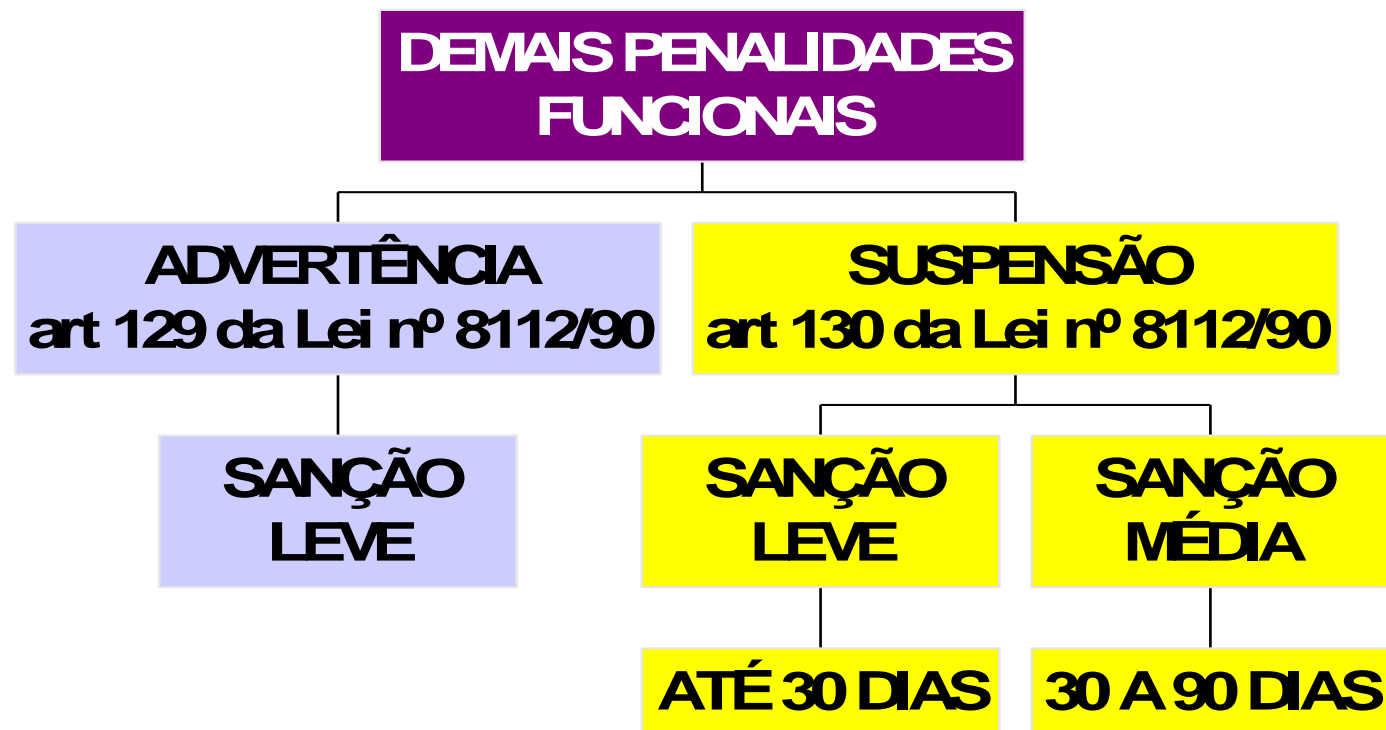 DEMAIS PENALIDADES
FUNCIONAIS
ADVERTÊNCIA
art 129 da Lei nº 8112/90
SUSPENSÃO
art 130 da Lei nº 8112/90
SANÇÃO
LEVE
SANÇÃO
LEVE
SANÇÃO
MÉDIA
ATÉ 30 DIAS
30 A 90 DIAS